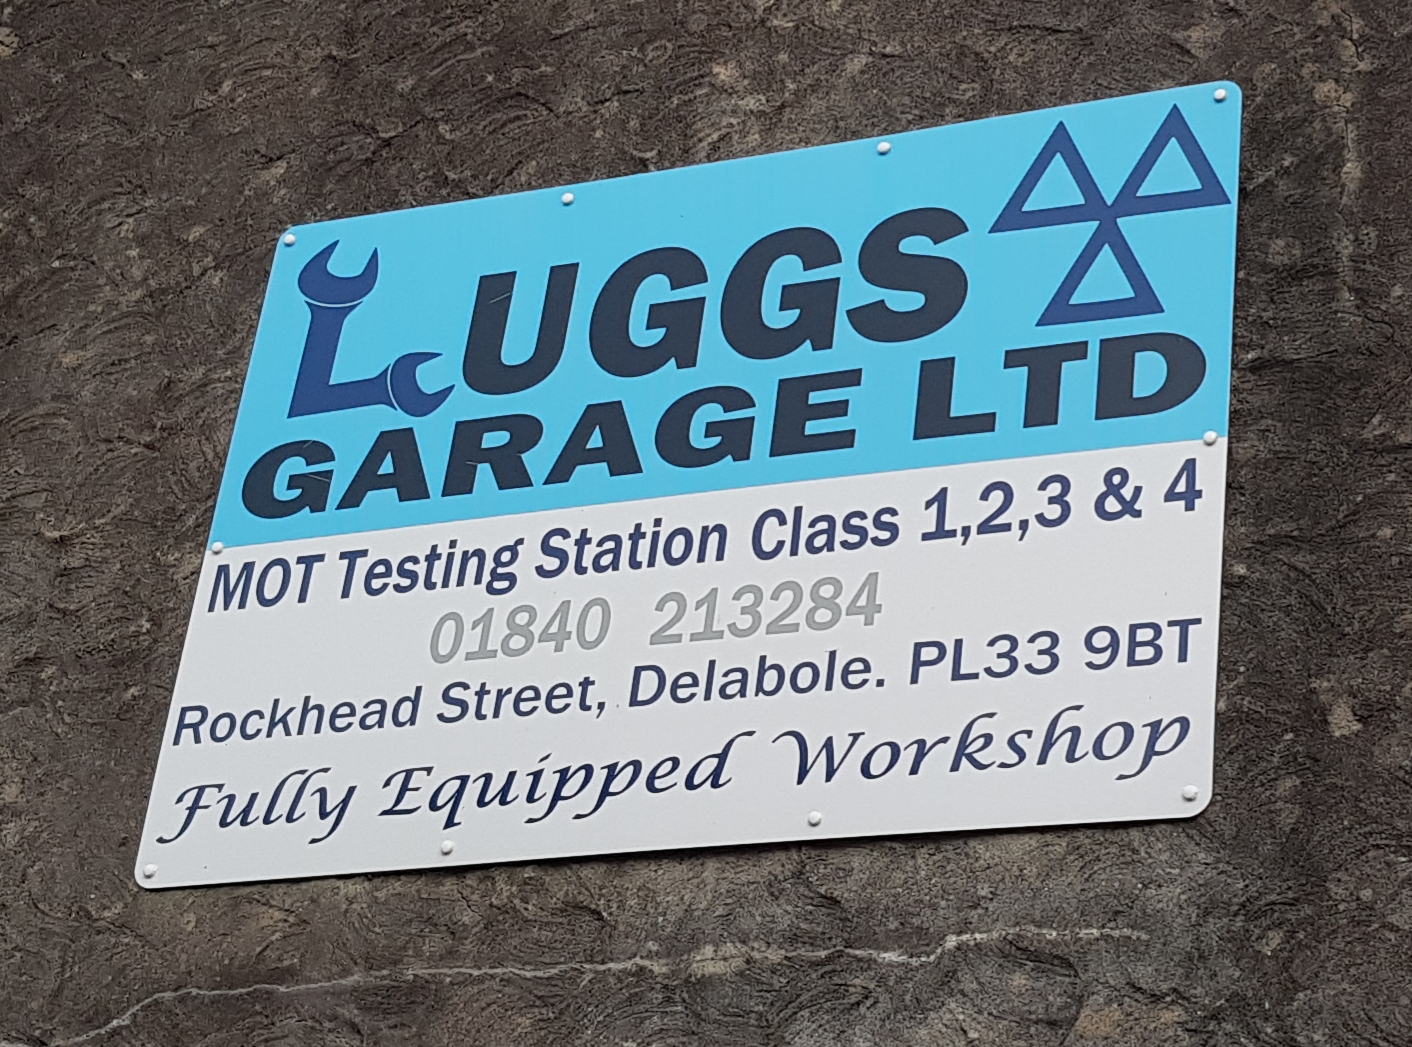 LUGGS
GARAGE LTD
MOT Testing Station Class 1,2,3 & 4
01840 213284
Rockhead Street, Delabole. PL33 9BT
Fully Equipped Workshop